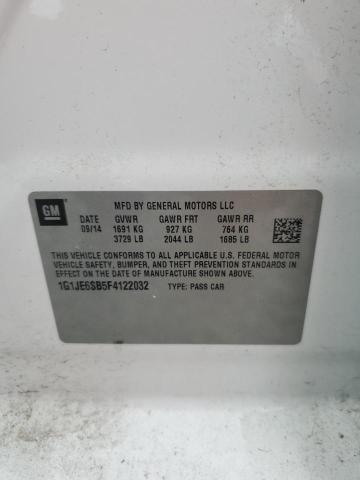 GM
MFD BY GENERAL MOTORS LLC
DATE GVWR GAWR FRT GAWR RR
09/14 1691 KG 927 KG 764 KG
3729 LB 2044 LB 1685 LB
THIS VEHICLE CONFORMS TO ALL APPLICABLE U.S. FEDERAL MOTOR
VEHICLE SAFETY, BUMPER, AND THEFT PREVENTION STANDARDS IN
EFFECT ON THE DATE OF MANUFACTURE SHOWN ABOVE.
1G1JE6SB5F4122032 TYPE: PASS CAR